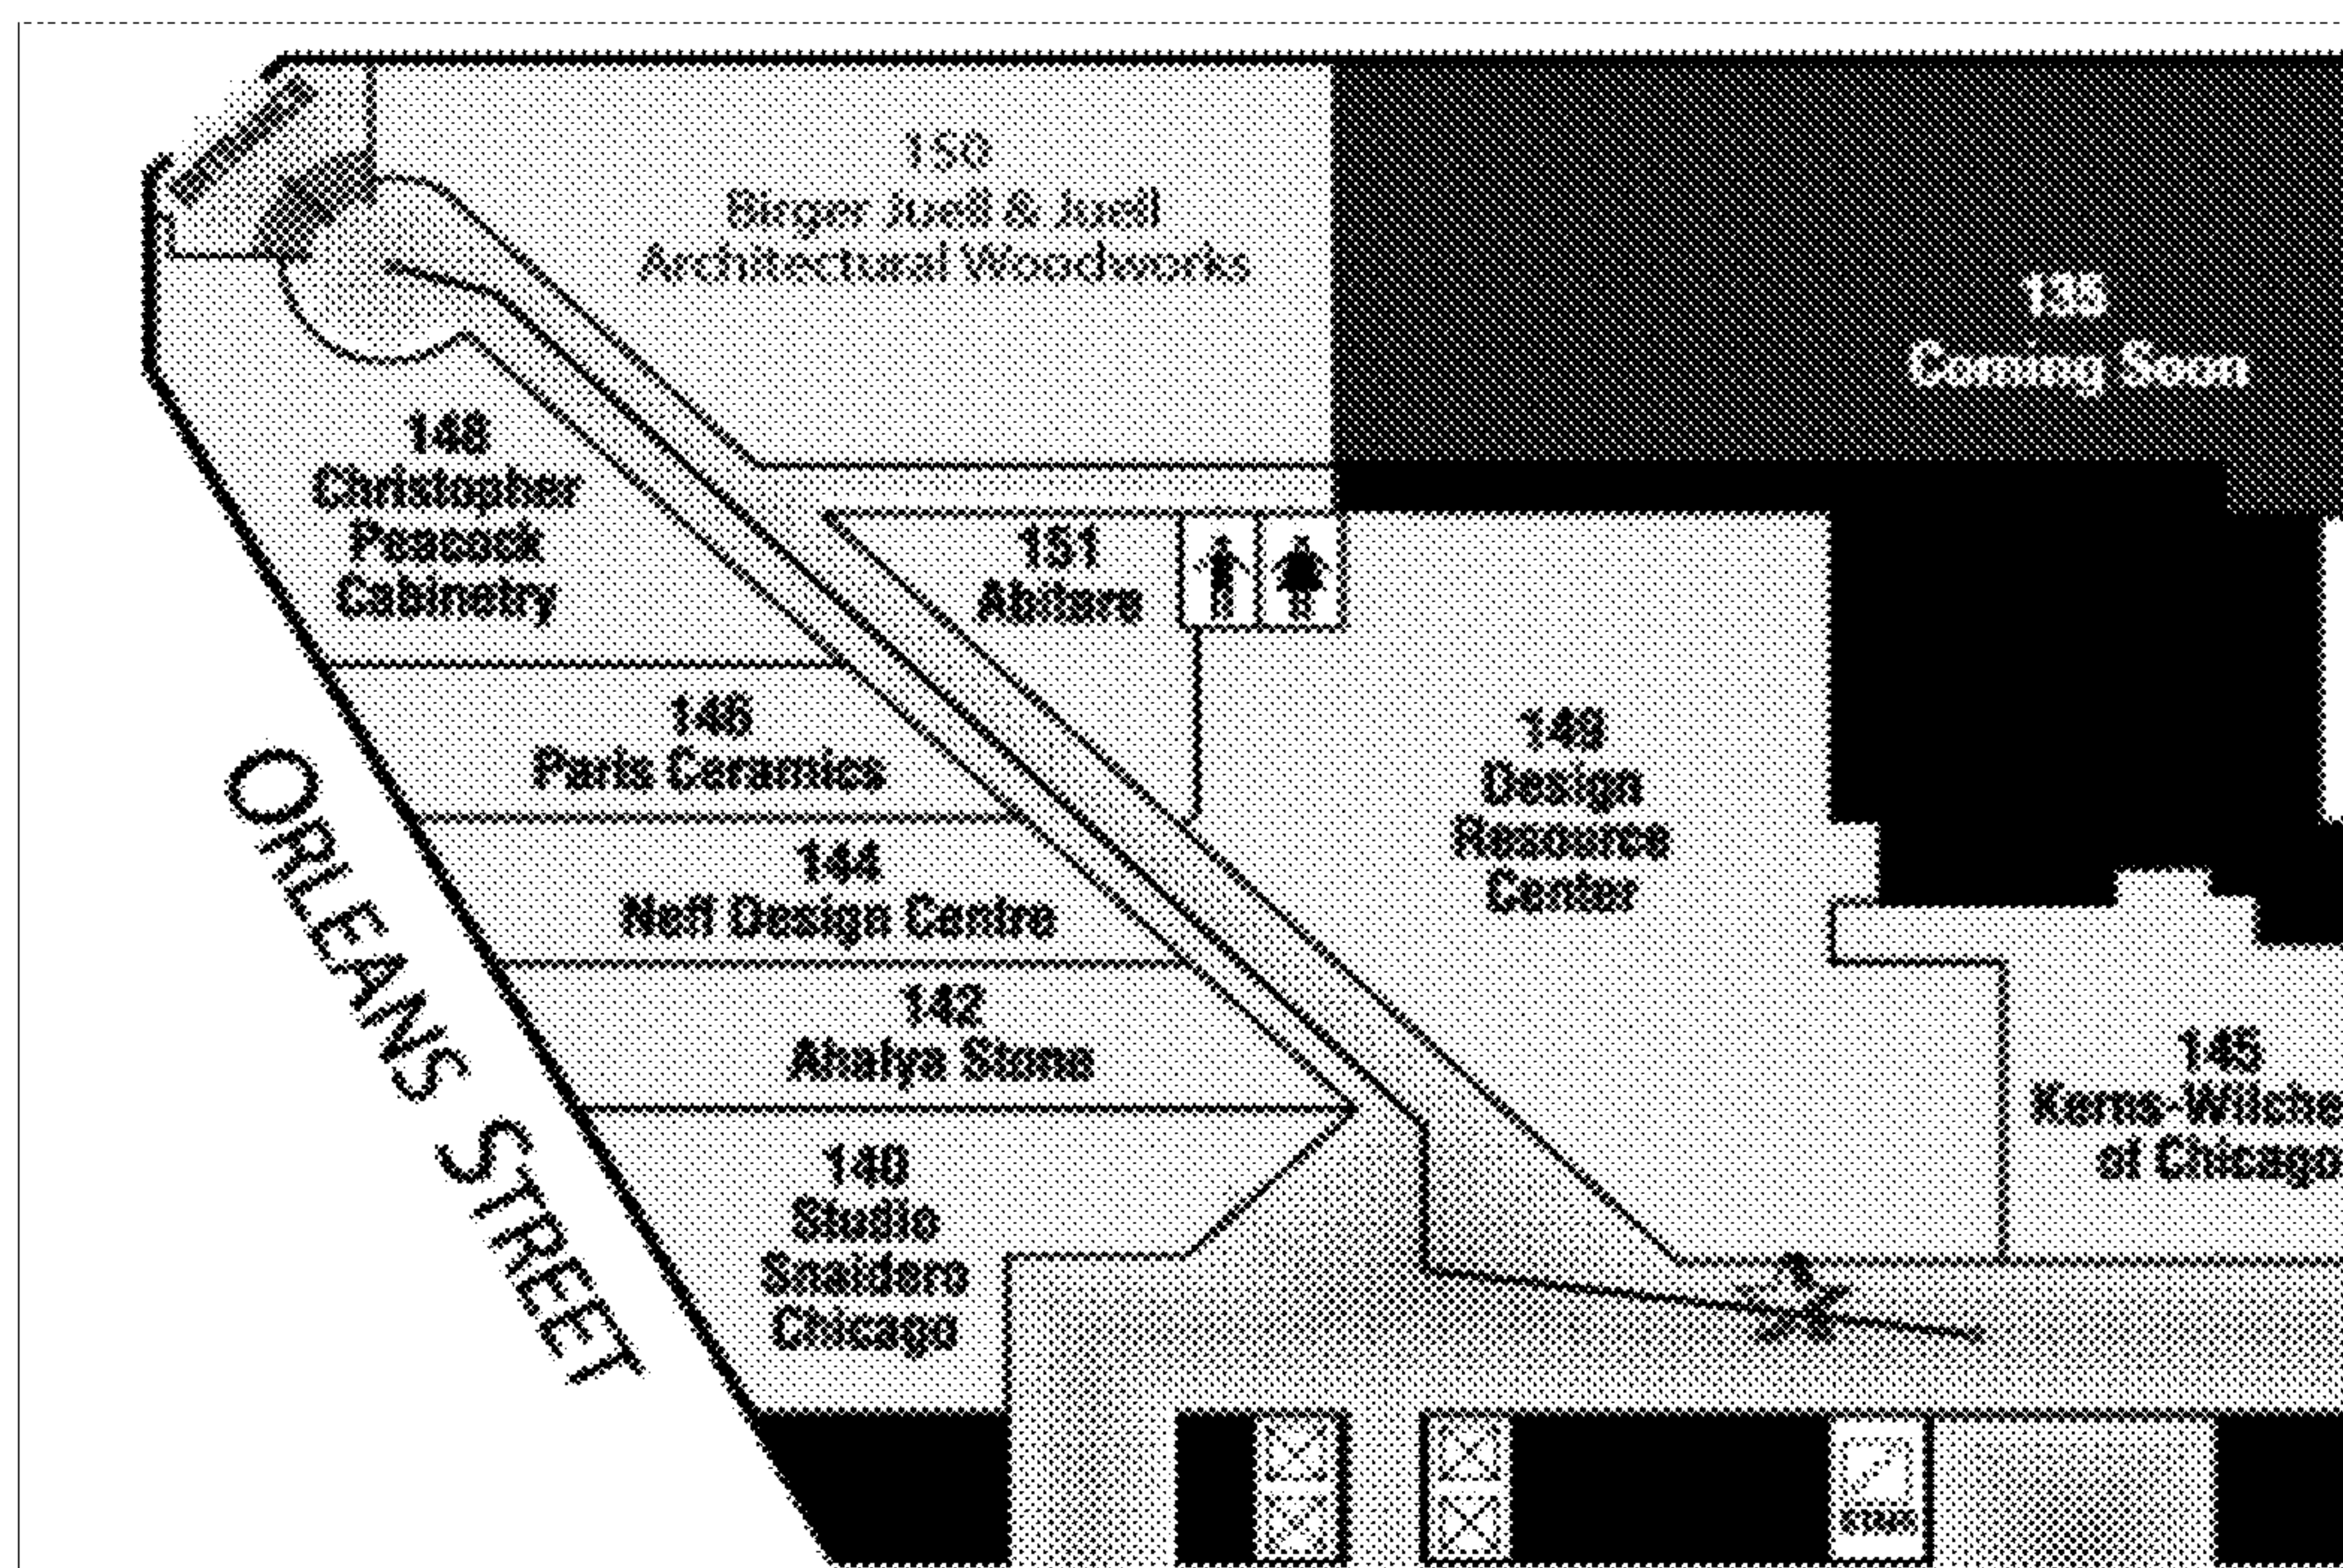 150
Birger Juell & Juell
Architectural Woodworks
135
Coming Soon
148
Christopher
Peacock
Cabinetry
151
Abitare
146
Paris Ceramics
149
Design
Resource
Center
144
Neff Design Centre
142
Ahalya Stone
145
Kerns-Wilche
of Chicago
140
Studio
Snaidero
Chicago
ORLEANS STREET